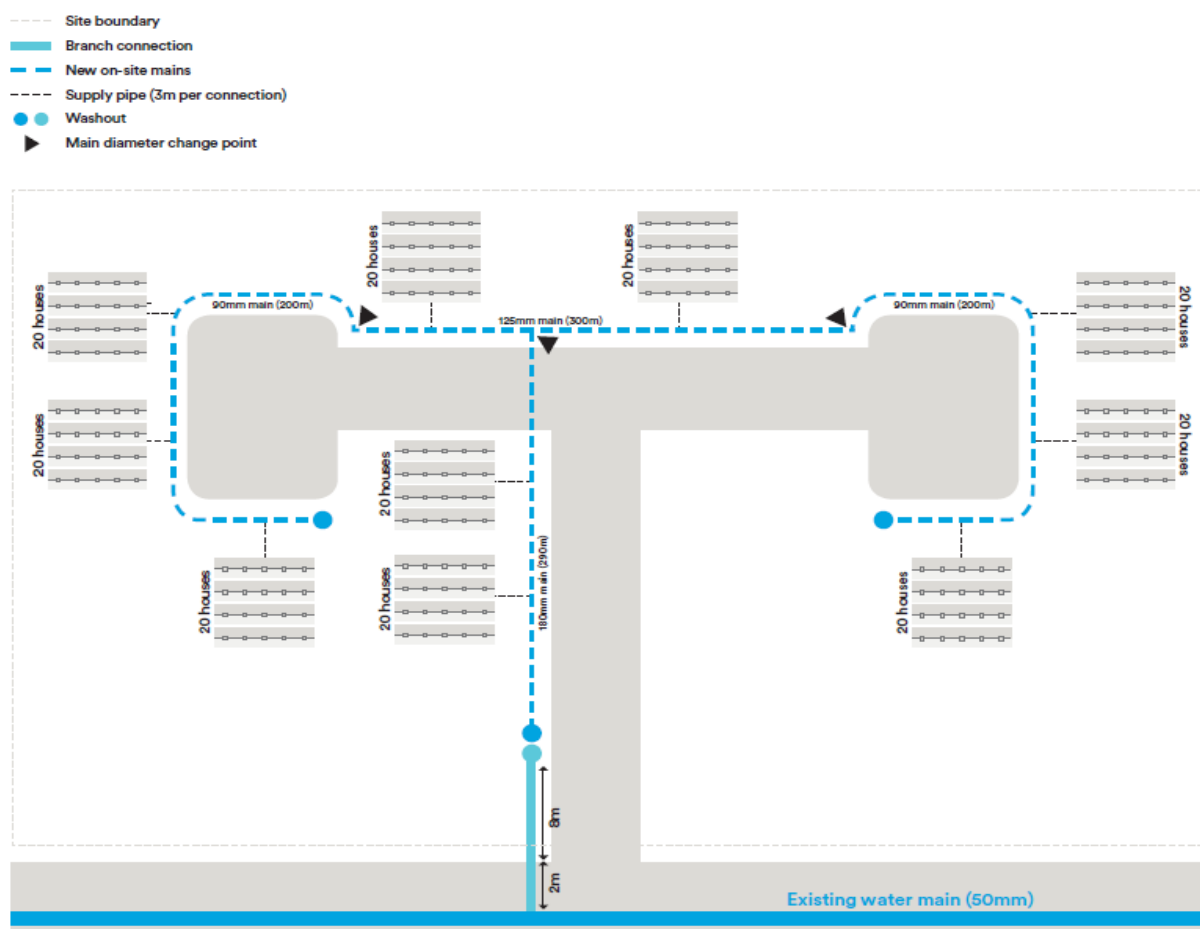 Site boundary
Branch connection
New on-site mains
Supply pipe (3m per connection)
Washout
Main diameter change point
20 houses
20 houses
20 houses
20 houses
90mm main (200m)
125mm main (300m)
90mm main (200m)
20 houses
20 houses
20 houses
20 houses
180mm main (290m)
20 houses
20 houses
8m
2m
Existing water main (50mm)